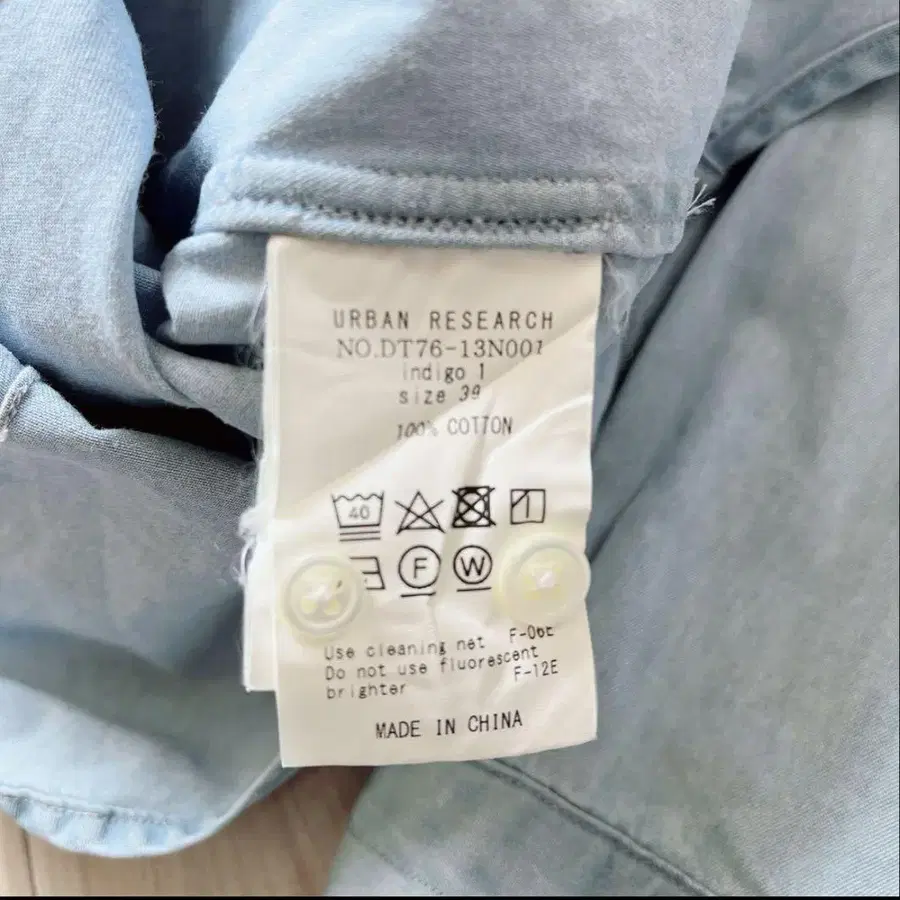 URBAN RESEARCH
NO.DT76-13N001
indigo 1
size 39
100% COTTON
40
F W
Use cleaning net F-06E
Do not use fluorescent
brighter F-12E
MADE IN CHINA